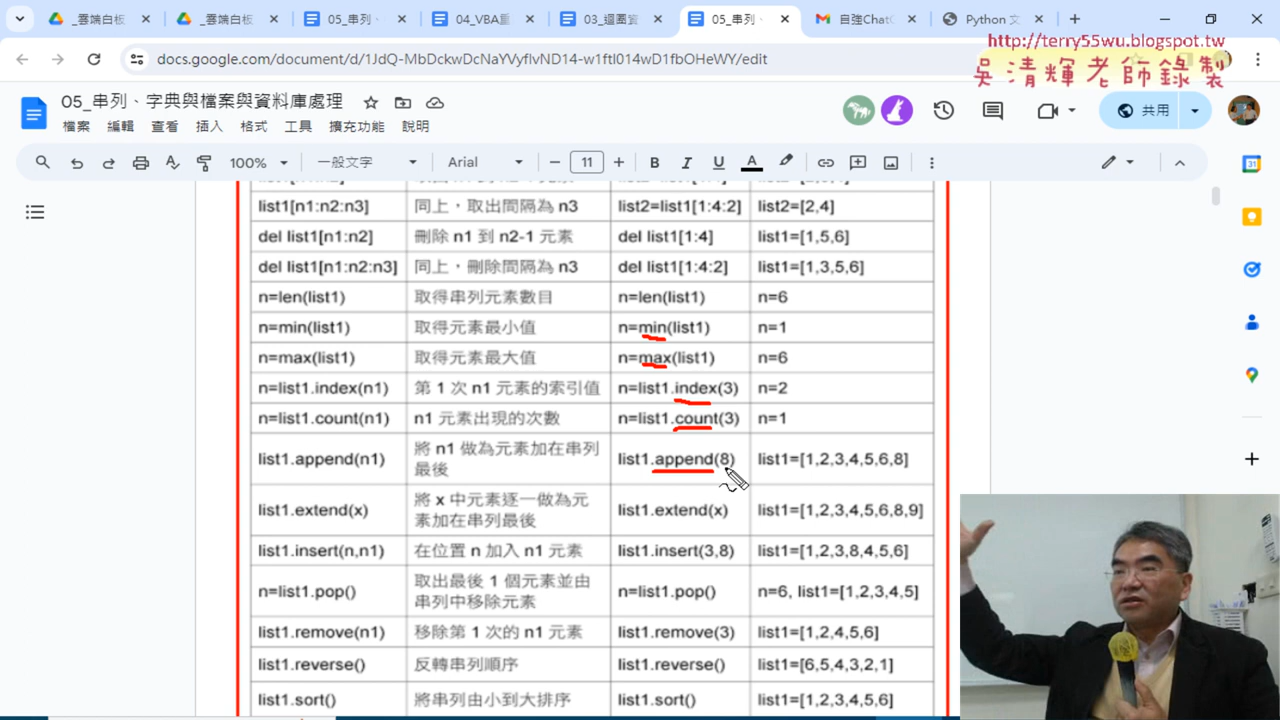 _雲端白板
_雲端白板
05_串列、
04_VBA重
03_迴圈資
05_串列、
自強ChatG
Python 文
http://terry55wu.blogspot.tw
docs.google.com/document/d/1JdQ-MbDckwDcNaYVyflvND14-w1ftI014wD1fbOHeWY/edit
吳清輝老師錄製
05_串列、字典與檔案與資料庫處理
檔案 編輯 查看 插入 格式 工具 擴充功能 說明
共用
100% 一般文字 Arial 11 B I U A
list1[n1:n2:n3] 同上，取出間隔為 n3 list2=list1[1:4:2] list2=[2,4]
del list1[n1:n2] 刪除 n1 到 n2-1 元素 del list1[1:4] list1=[1,5,6]
del list1[n1:n2:n3] 同上，刪除間隔為 n3 del list1[1:4:2] list1=[1,3,5,6]
n=len(list1) 取得串列元素數目 n=len(list1) n=6
n=min(list1) 取得元素最小值 n=min(list1) n=1
n=max(list1) 取得元素最大值 n=max(list1) n=6
n=list1.index(n1) 第 1 次 n1 元素的索引值 n=list1.index(3) n=2
n=list1.count(n1) n1 元素出現的次數 n=list1.count(3) n=1
list1.append(n1) 將 n1 做為元素加在串列
最後 list1.append(8) list1=[1,2,3,4,5,6,8]
list1.extend(x) 將 x 中元素逐一做為元
素加在串列最後 list1.extend(x) list1=[1,2,3,4,5,6,8,9]
list1.insert(n,n1) 在位置 n 加入 n1 元素 list1.insert(3,8) list1=[1,2,3,8,4,5,6]
n=list1.pop() 取出最後 1 個元素並由
串列中移除元素 n=list1.pop() n=6, list1=[1,2,3,4,5]
list1.remove(n1) 移除第 1 次的 n1 元素 list1.remove(3) list1=[1,2,4,5,6]
list1.reverse() 反轉串列順序 list1.reverse() list1=[6,5,4,3,2,1]
list1.sort() 將串列由小到大排序 list1.sort() list1=[1,2,3,4,5,6]